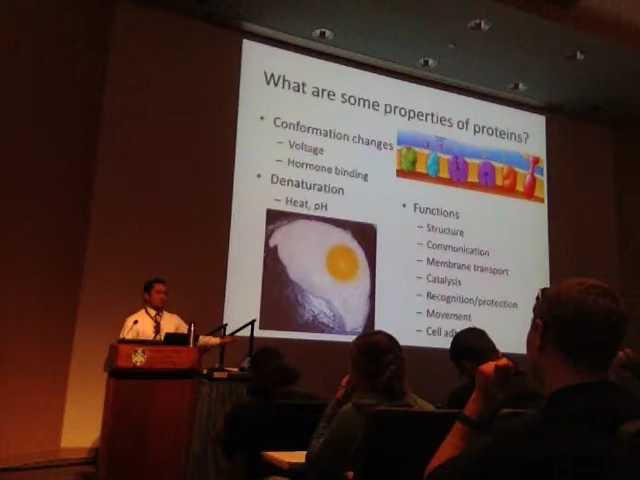 What are some properties of proteins?
• Conformation changes
– Voltage
– Hormone binding
• Denaturation
– Heat, pH
• Functions
– Structure
– Communication
– Membrane transport
– Catalysis
– Recognition/protection
– Movement
– Cell